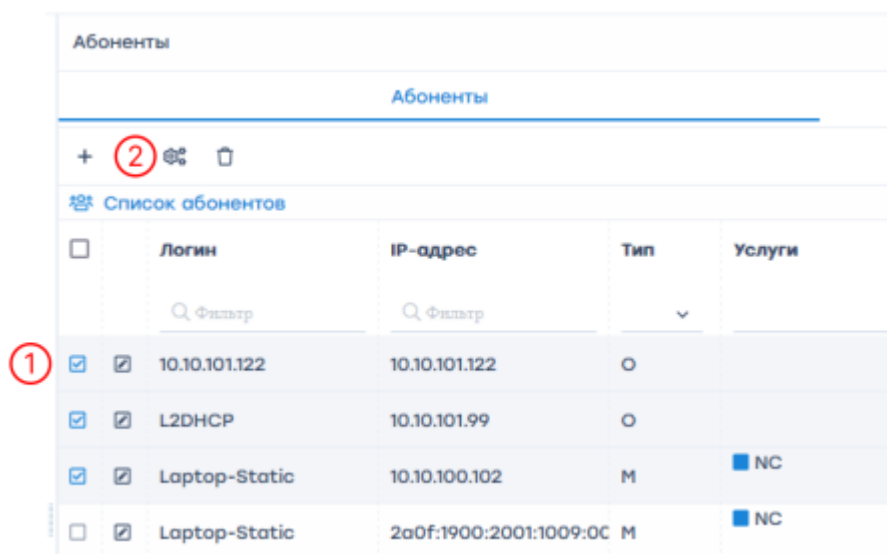 Абоненты
Абоненты
2
Список абонентов
Логин IP-адрес Тип Услуги
Фильтр Фильтр
1 10.10.101.122 10.10.101.122 O
L2DHCP 10.10.101.99 O
Laptop-Static 10.10.100.102 M NC
Laptop-Static 2a0f:1900:2001:1009:0C M NC